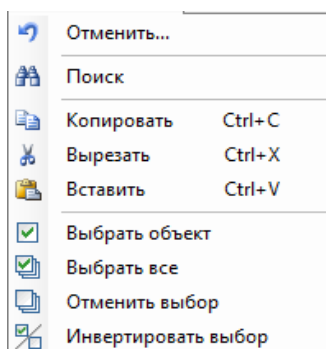 Отменить...
Поиск
Копировать Ctrl+C
Вырезать Ctrl+X
Вставить Ctrl+V
Выбрать объект
Выбрать все
Отменить выбор
Инвертировать выбор